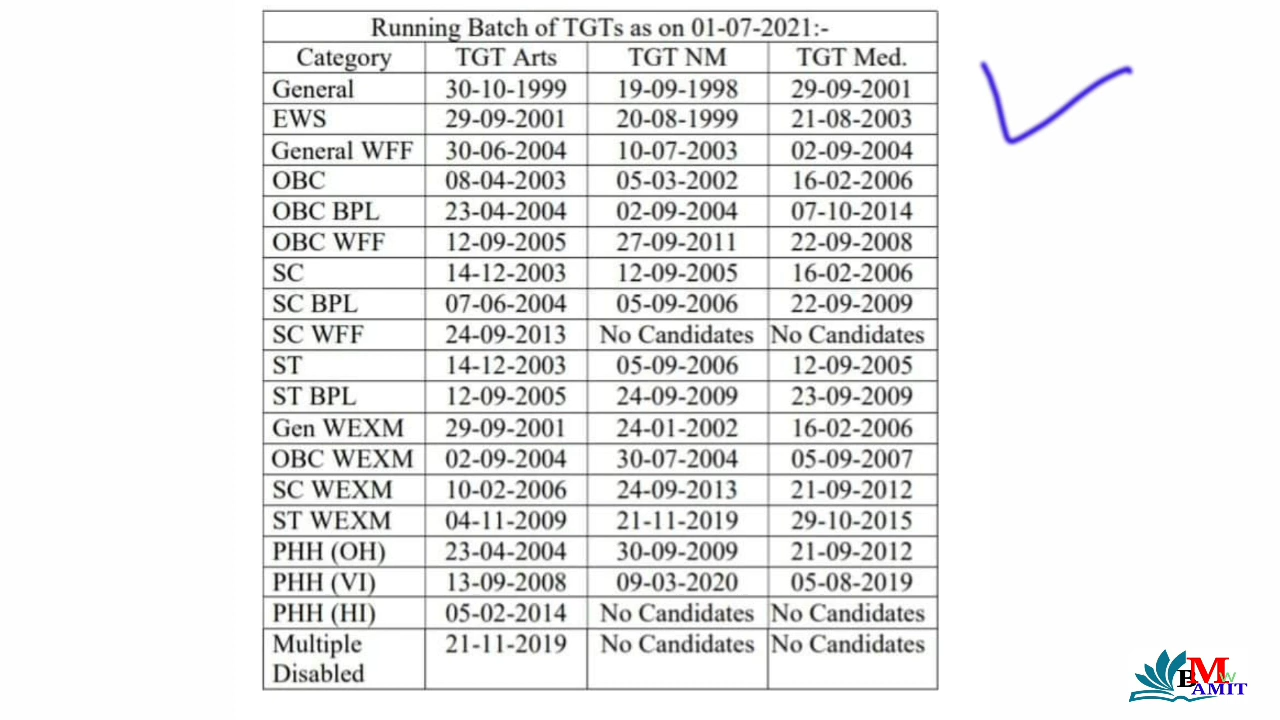 Running Batch of TGTs as on 01-07-2021:-
Category TGT Arts TGT NM TGT Med.
General 30-10-1999 19-09-1998 29-09-2001
EWS 29-09-2001 20-08-1999 21-08-2003
General WFF 30-06-2004 10-07-2003 02-09-2004
OBC 08-04-2003 05-03-2002 16-02-2006
OBC BPL 23-04-2004 02-09-2004 07-10-2014
OBC WFF 12-09-2005 27-09-2011 22-09-2008
SC 14-12-2003 12-09-2005 16-02-2006
SC BPL 07-06-2004 05-09-2006 22-09-2009
SC WFF 24-09-2013 No Candidates No Candidates
ST 14-12-2003 05-09-2006 12-09-2005
ST BPL 12-09-2005 24-09-2009 23-09-2009
Gen WEXM 29-09-2001 24-01-2002 16-02-2006
OBC WEXM 02-09-2004 30-07-2004 05-09-2007
SC WEXM 10-02-2006 24-09-2013 21-09-2012
ST WEXM 04-11-2009 21-11-2019 29-10-2015
PHH (OH) 23-04-2004 30-09-2009 21-09-2012
PHH (VI) 13-09-2008 09-03-2020 05-08-2019
PHH (HI) 05-02-2014 No Candidates No Candidates
Multiple 21-11-2019 No Candidates No Candidates
Disabled
BMW
AMIT